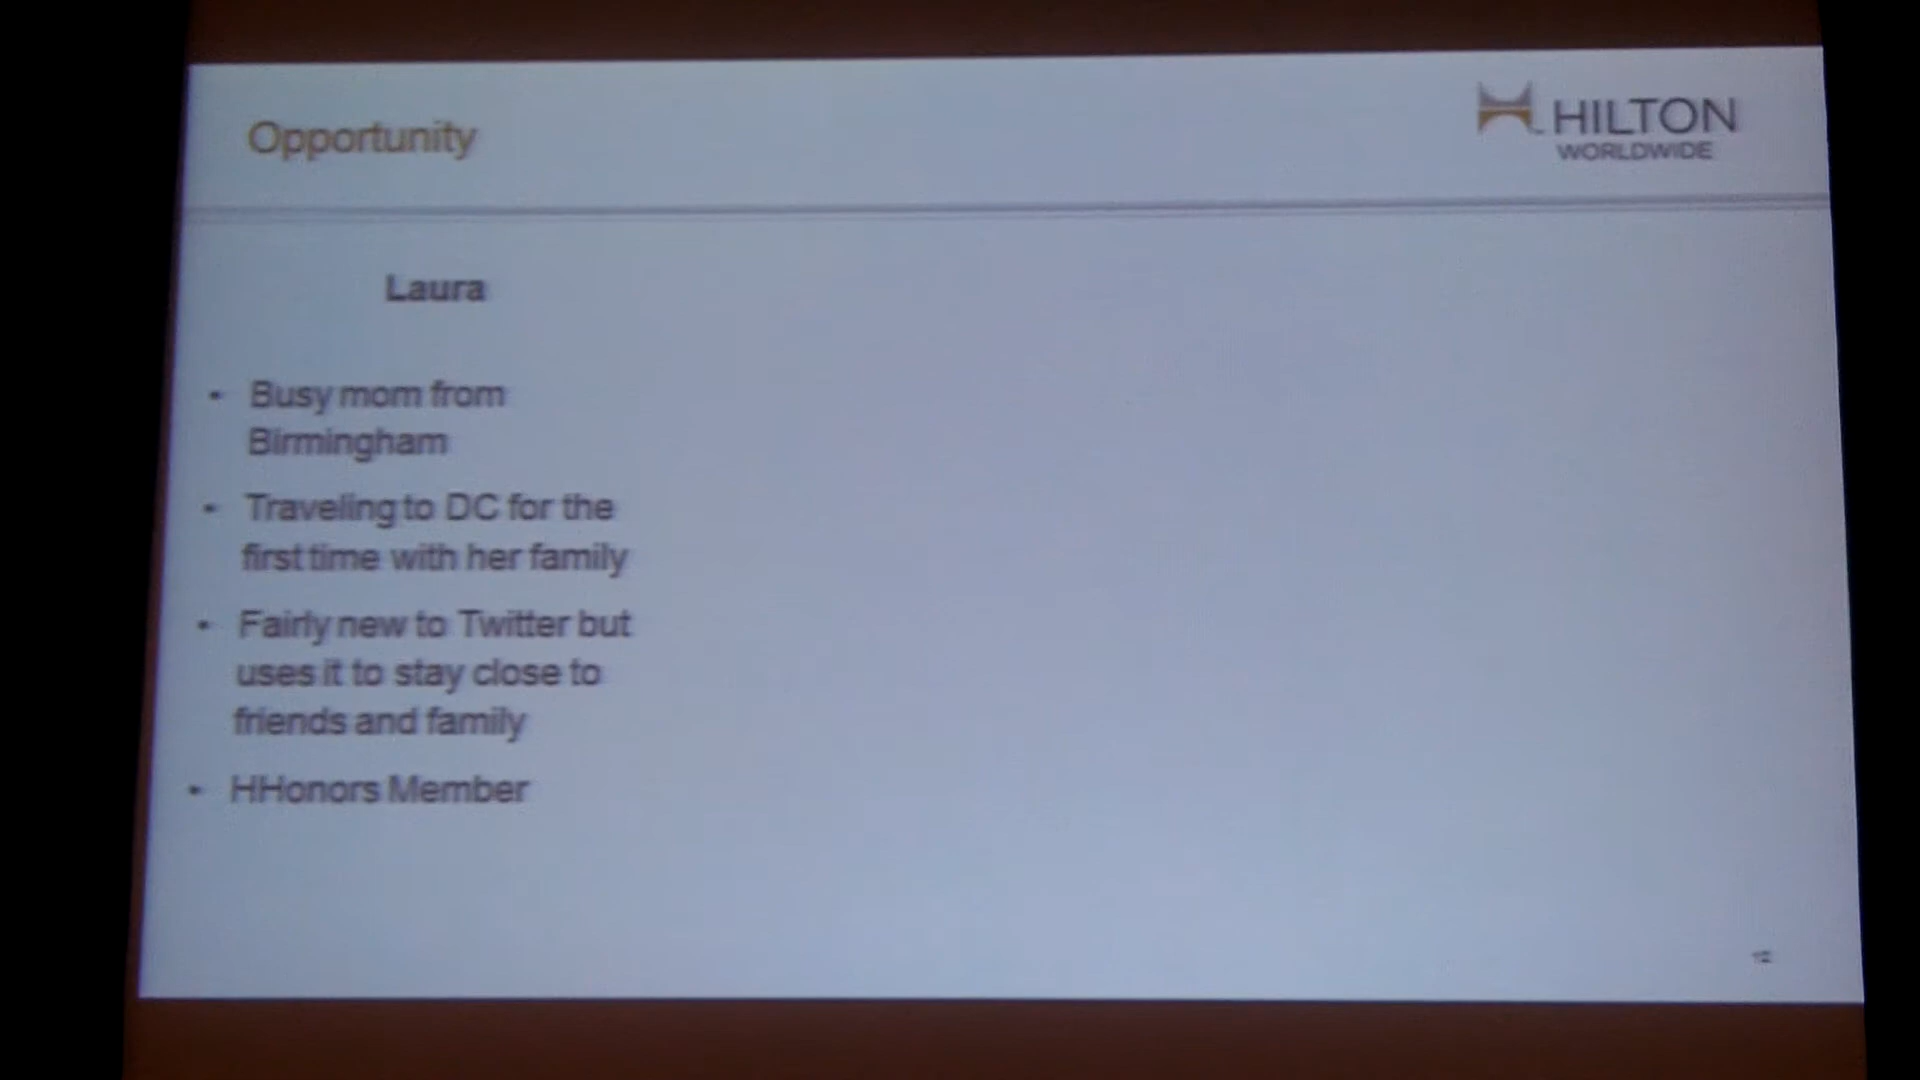 Opportunity
HILTON
WORLDWIDE
Laura
• Busy mom from
Birmingham
• Traveling to DC for the
first time with her family
• Fairly new to Twitter but
uses it to stay close to
friends and family
• HHonors Member